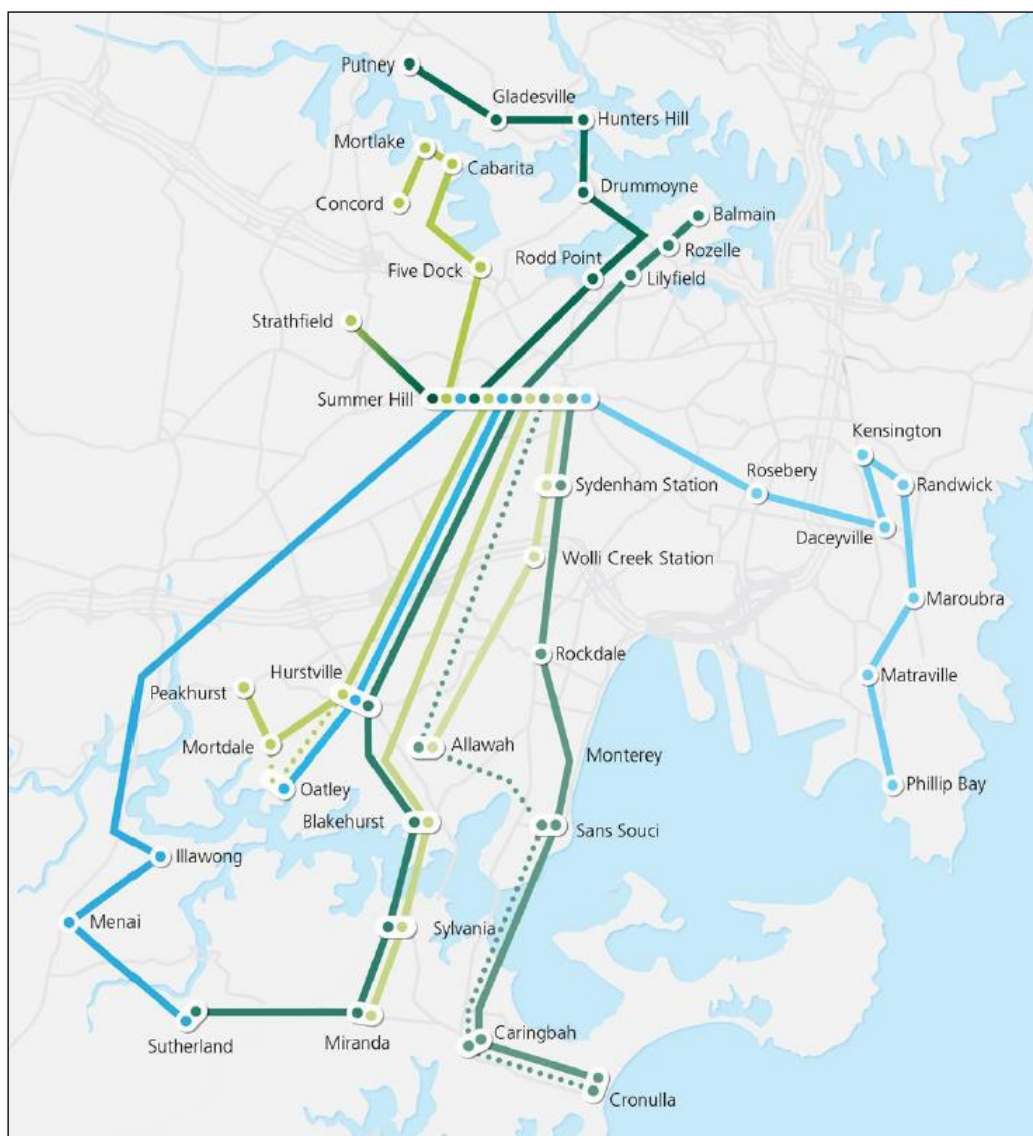 Putney
Gladesville
Hunters Hill
Mortlake
Cabarita
Concord
Drummoyne
Balmain
Rozelle
Rodd Point
Five Dock
Lilyfield
Strathfield
Summer Hill
Kensington
Rosebery
Randwick
Sydenham Station
Daceyville
Wolli Creek Station
Maroubra
Rockdale
Hurstville
Matraville
Peakhurst
Mortdale
Allawah
Monterey
Oatley
Phillip Bay
Blakehurst
Sans Souci
Illawong
Menai
Sylvania
Caringbah
Sutherland
Miranda
Cronulla